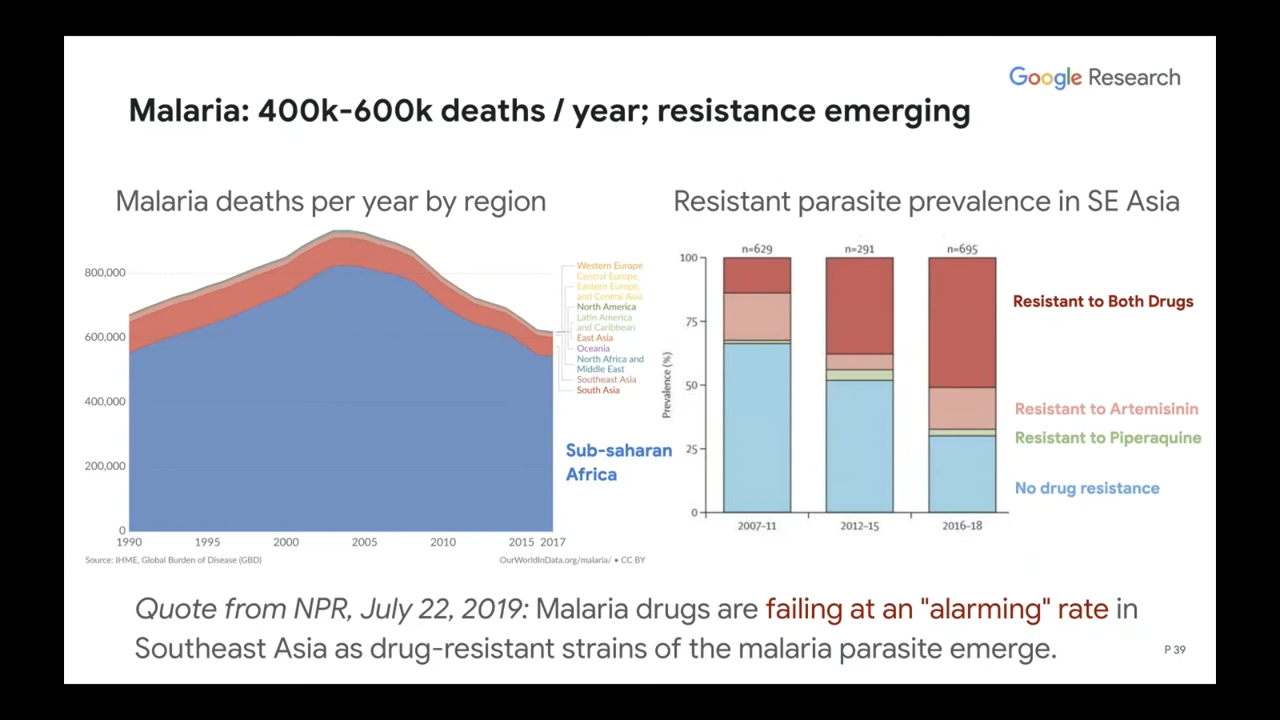 Google Research
Malaria: 400k-600k deaths / year; resistance emerging
Malaria deaths per year by region
800,000
600,000
400,000
200,000
0
1990
1995
2000
2005
2010
2015
2017
Western Europe
Central Europe,
Eastern Europe,
and Central Asia
North America
Latin America
and Caribbean
East Asia
Oceania
North Africa and
Middle East
Southeast Asia
South Asia
Sub-saharan
Africa
Source: IHME, Global Burden of Disease (GBD)
OurWorldInData.org/malaria/ • CC BY
Resistant parasite prevalence in SE Asia
n=629
n=291
n=695
100
75
50
25
0
Prevalence (%)
2007–11
2012–15
2016–18
Resistant to Both Drugs
Resistant to Artemisinin
Resistant to Piperaquine
No drug resistance
Quote from NPR, July 22, 2019: Malaria drugs are failing at an "alarming" rate in
Southeast Asia as drug-resistant strains of the malaria parasite emerge.
P 39